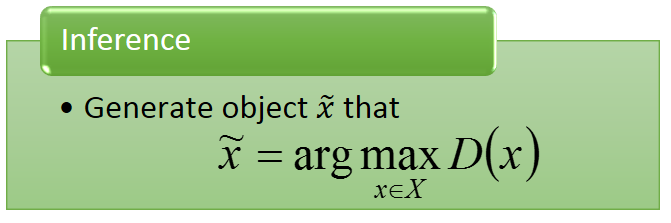 Inference
• Generate object x̃ that
x̃ = arg max D(x)
x∈X